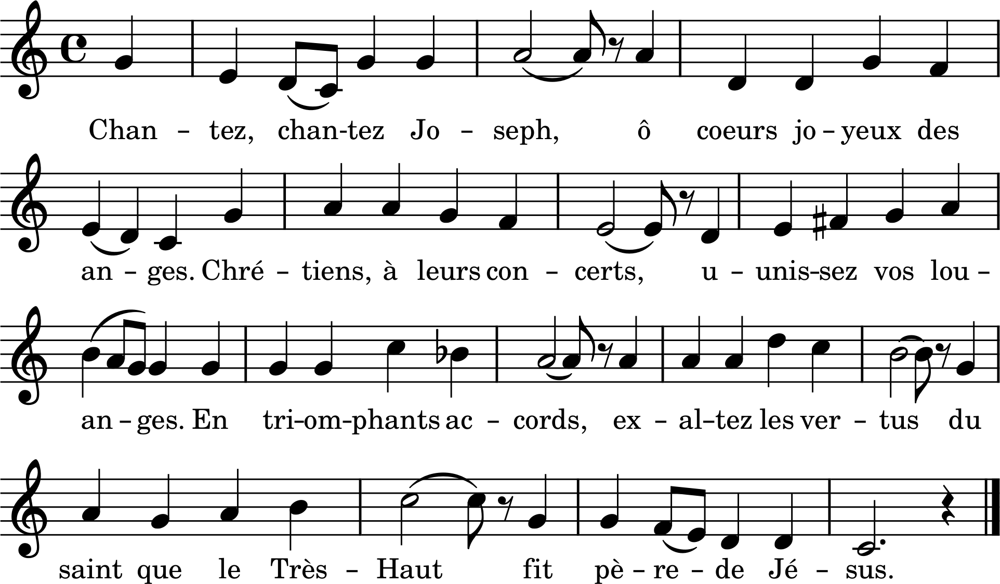 Chan – tez, chan-tez Jo – seph, ô coeurs jo – yeux des
an – ges. Chré – tiens, à leurs con – certs, u – unis–sez vos lou –
an – ges. En tri–om–phants ac – cords, ex – al–tez les ver – tus du
saint que le Très – Haut fit pè – re – de Jé – sus.